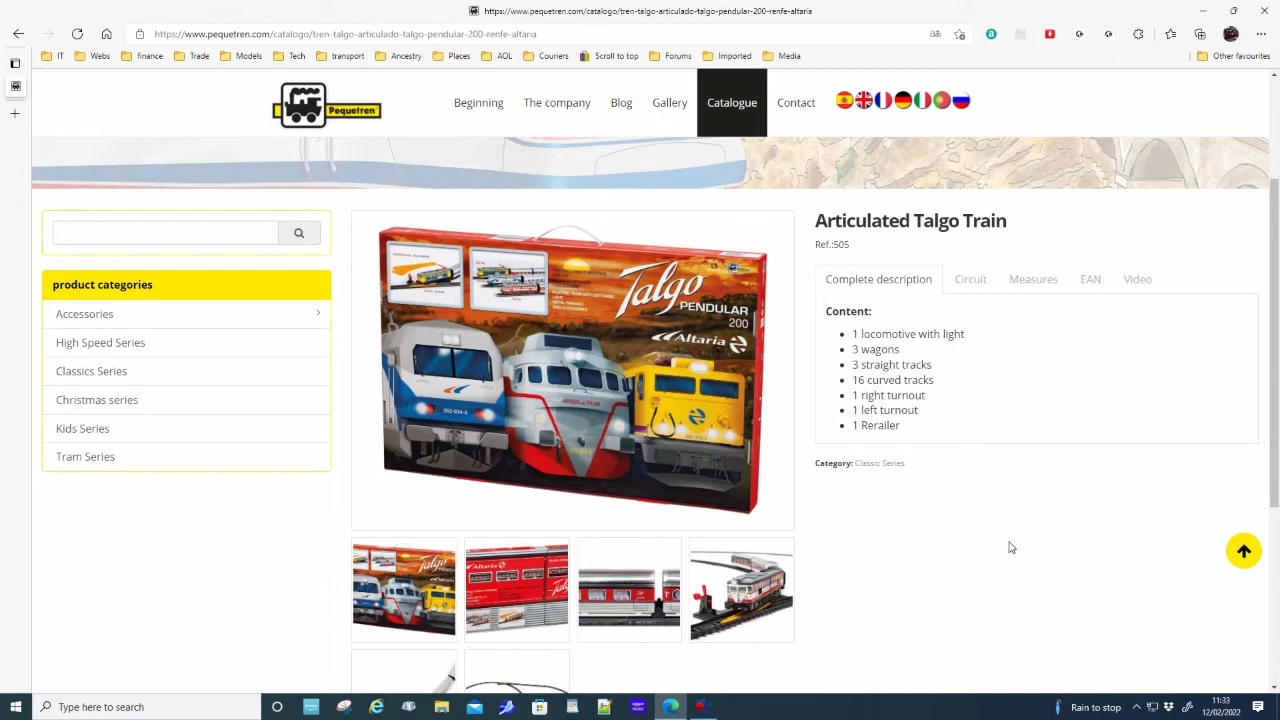 https://www.pequetren.com/catalogo/tren-talgo-articulado-talgo-pendular-200-renfe-altaria
https://www.pequetren.com/catalogo/tren-talgo-articulado-talgo-pendular-200-renfe-altaria
IT Webs finance Trade Models Tech transport Ancestry Places AOL Couriers Scroll to top Forums Imported Media Other favourites
Pequetren
Beginning The company Blog Gallery Catalogue Contact
product categories
Accessories
High Speed Series
Classics Series
Christmas series
Kids Series
Tram Series
Talgo
PENDULAR
200
Altaria
Articulated Talgo Train
Ref.:505
Complete description Circuit Measures EAN Video
Content:
1 locomotive with light
3 wagons
3 straight tracks
16 curved tracks
1 right turnout
1 left turnout
1 Rerailer
Category: Classic Series
Talgo
Altaria
Type here to search
Rain to stop
11:33
12/02/2022